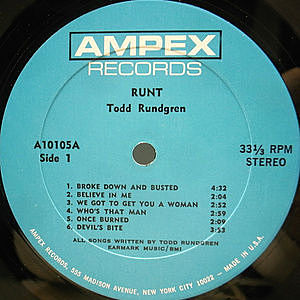 AMPEX
RECORDS
RUNT
Todd Rundgren
A10105A
Side 1
33⅓ RPM
STEREO
1. BROKE DOWN AND BUSTED 4:32
2. BELIEVE IN ME 2:04
3. WE GOT TO GET YOU A WOMAN 2:52
4. WHO'S THAT MAN 2:59
5. ONCE BURNED 2:09
6. DEVIL'S BITE 3:53
ALL SONGS WRITTEN BY TODD RUNDGREN
EARMARK MUSIC/BMI
AMPEX RECORDS, 555 MADISON AVENUE, NEW YORK CITY 10022 - MADE IN U.S.A.